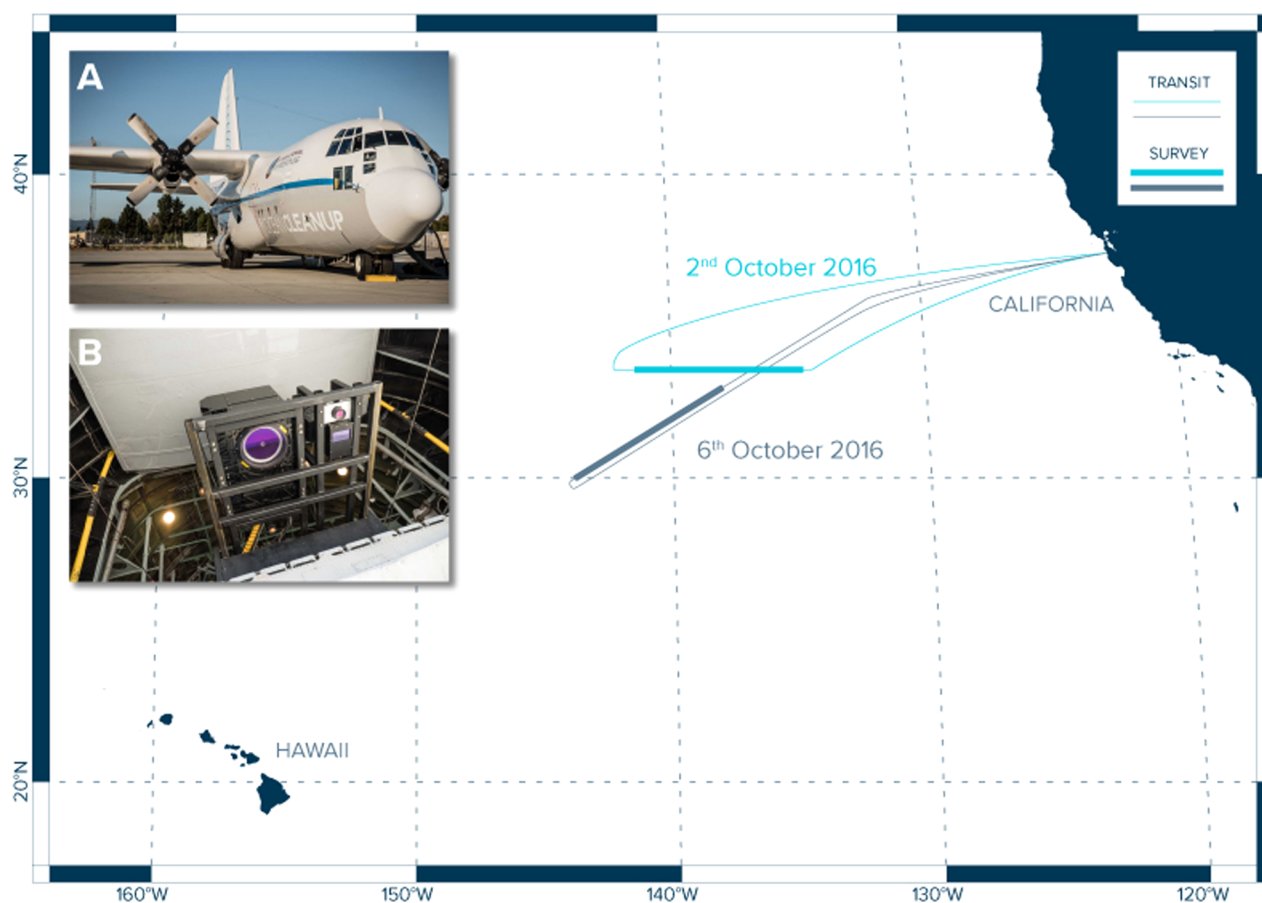 A
CLEANUP
B
TRANSIT
SURVEY
2nd October 2016
CALIFORNIA
6th October 2016
HAWAII
40°N
30°N
20°N
160°W
150°W
140°W
130°W
120°W